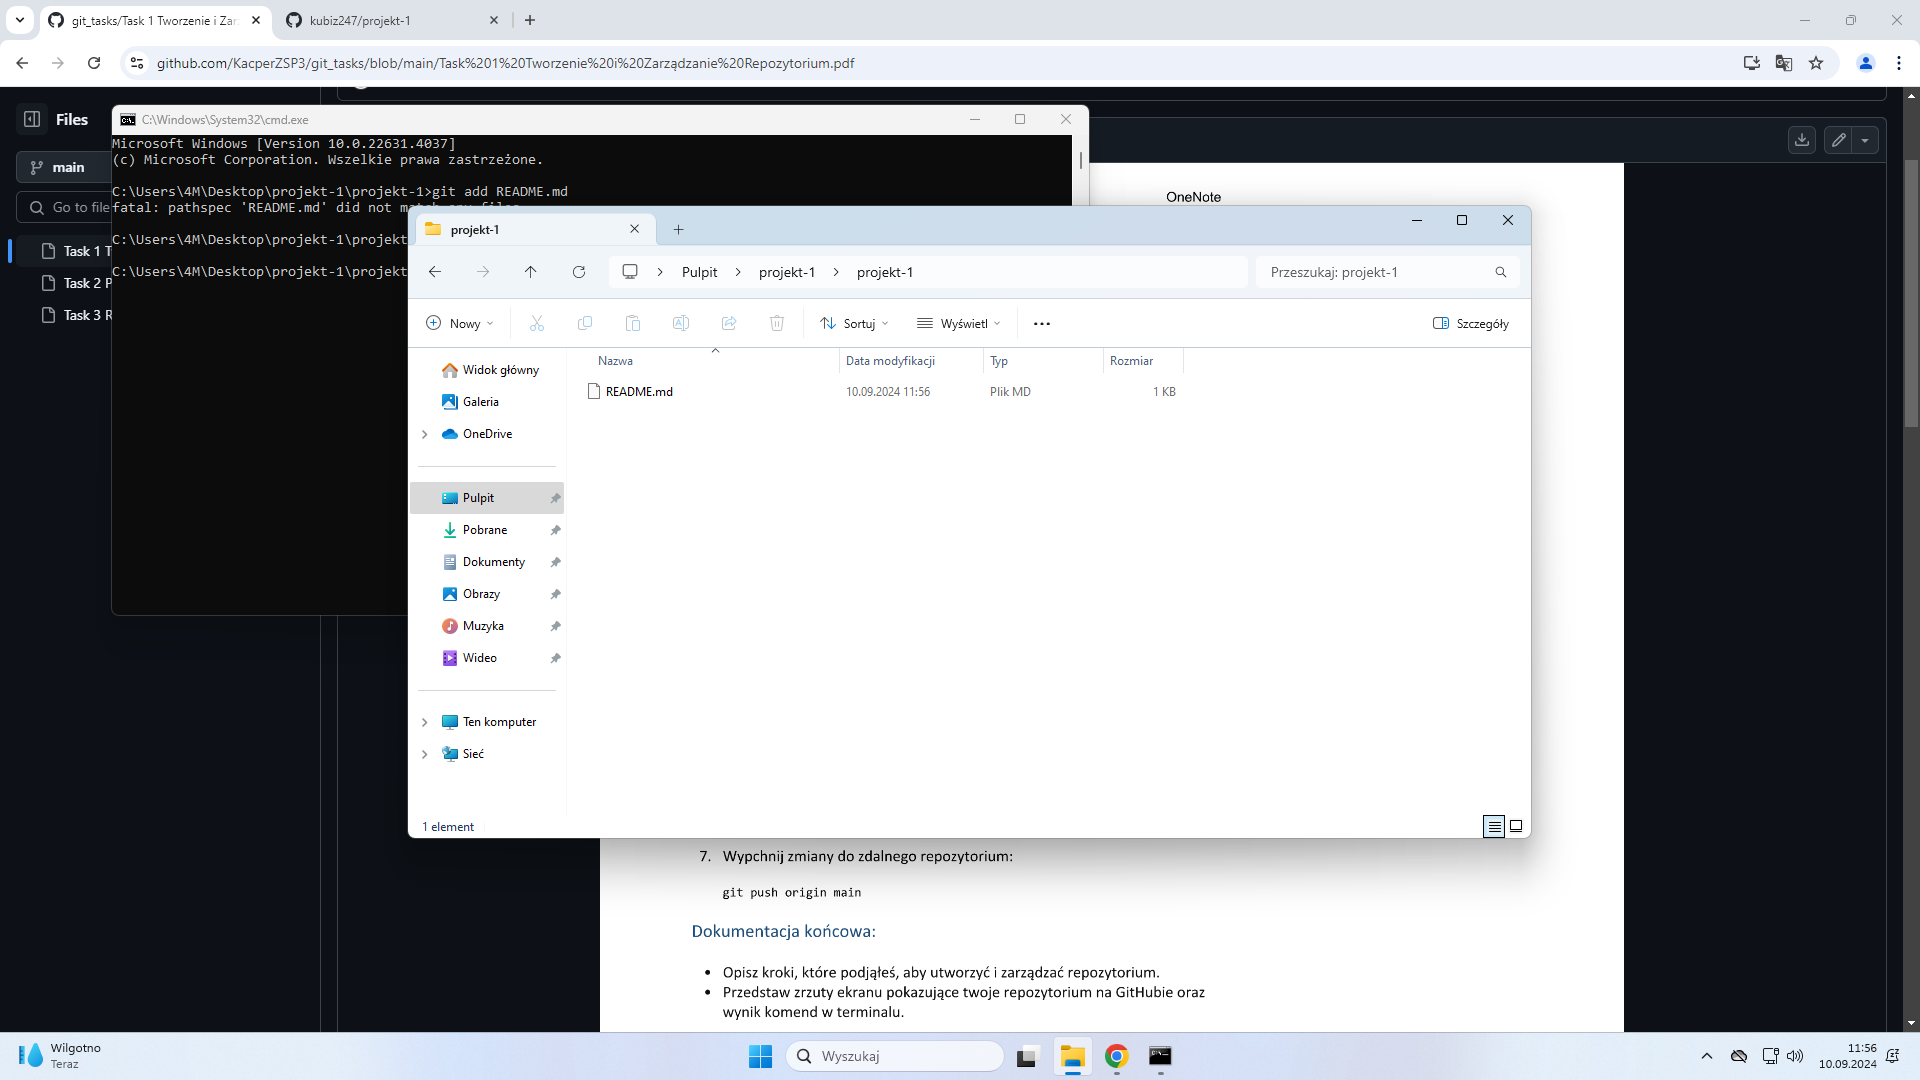 git_tasks/Task 1 Tworzenie i Zar
kubiz247/projekt-1
github.com/KacperZSP3/git_tasks/blob/main/Task%201%20Tworzenie%20i%20Zarządzanie%20Repozytorium.pdf
Files
main
Go to file
Task 1 T
Task 2 P
Task 3 R
C:\Windows\System32\cmd.exe
Microsoft Windows [Version 10.0.22631.4037]
(c) Microsoft Corporation. Wszelkie prawa zastrzeżone.
C:\Users\4M\Desktop\projekt-1\projekt-1>git add README.md
fatal: pathspec 'README.md' did not match any files
C:\Users\4M\Desktop\projekt-1\projekt
C:\Users\4M\Desktop\projekt-1\projekt
OneNote
projekt-1
Pulpit
projekt-1
projekt-1
Przeszukaj: projekt-1
Nowy
Sortuj
Wyświetl
Szczegóły
Widok główny
Galeria
OneDrive
Pulpit
Pobrane
Dokumenty
Obrazy
Muzyka
Wideo
Ten komputer
Sieć
Nazwa Data modyfikacji Typ Rozmiar
README.md 10.09.2024 11:56 Plik MD 1 KB
1 element
7. Wypchnij zmiany do zdalnego repozytorium:
git push origin main
Dokumentacja końcowa:
• Opisz kroki, które podjąłeś, aby utworzyć i zarządzać repozytorium.
• Przedstaw zrzuty ekranu pokazujące twoje repozytorium na GitHubie oraz
wynik komend w terminalu.
Wilgotno
Teraz
Wyszukaj
11:56
10.09.2024